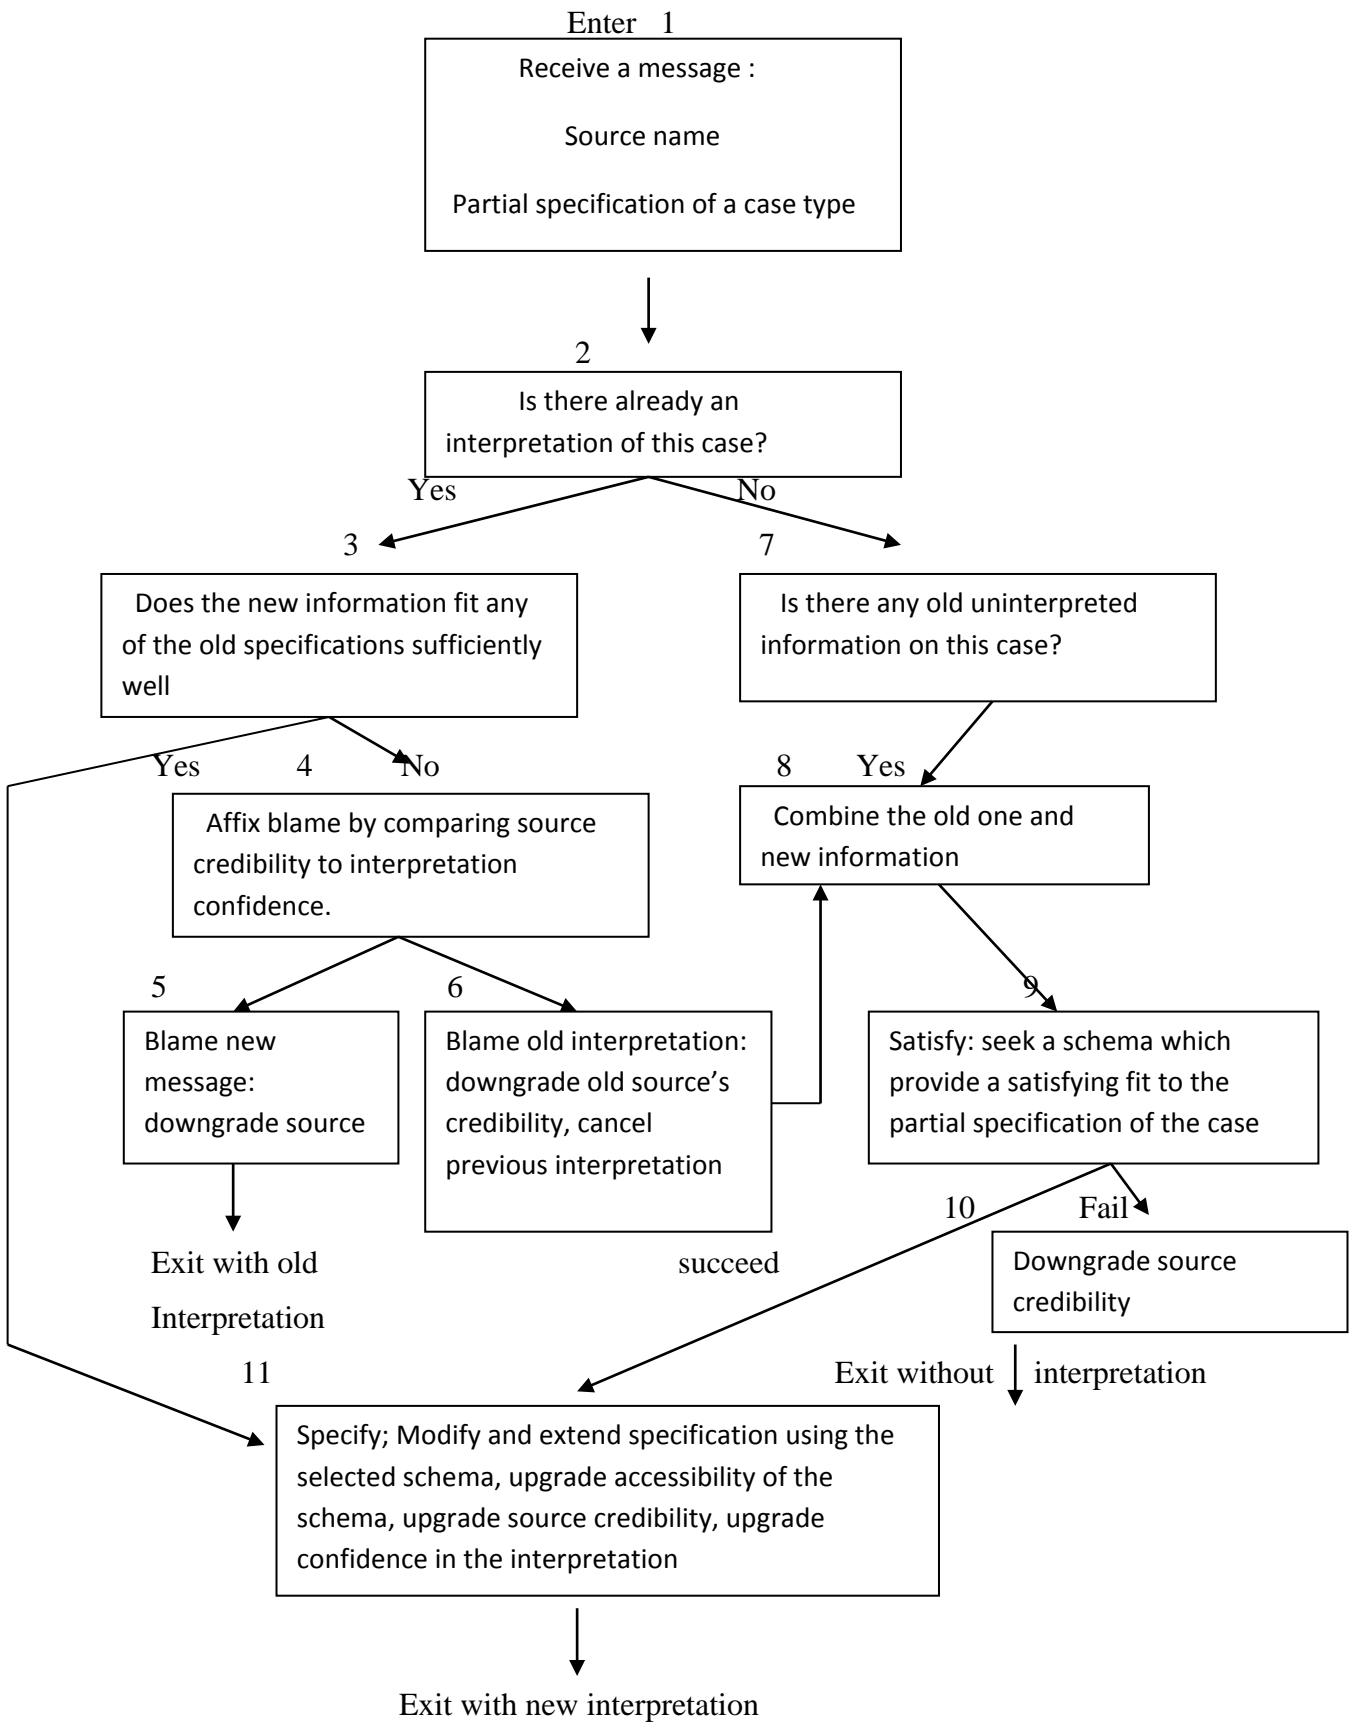 Enter 1
Receive a message :
Source name
Partial specification of a case type
2
Is there already an
interpretation of this case?
Yes
No
3
7
Does the new information fit any
of the old specifications sufficiently
well
Is there any old uninterpreted
information on this case?
Yes
4
No
8
Yes
Affix blame by comparing source
credibility to interpretation
confidence.
Combine the old one and
new information
5
6
9
Blame new
message:
downgrade source
Blame old interpretation:
downgrade old source’s
credibility, cancel
previous interpretation
Satisfy: seek a schema which
provide a satisfying fit to the
partial specification of the case
10
Fail
Exit with old
Interpretation
succeed
Downgrade source
credibility
11
Exit without interpretation
Specify; Modify and extend specification using the
selected schema, upgrade accessibility of the
schema, upgrade source credibility, upgrade
confidence in the interpretation
Exit with new interpretation